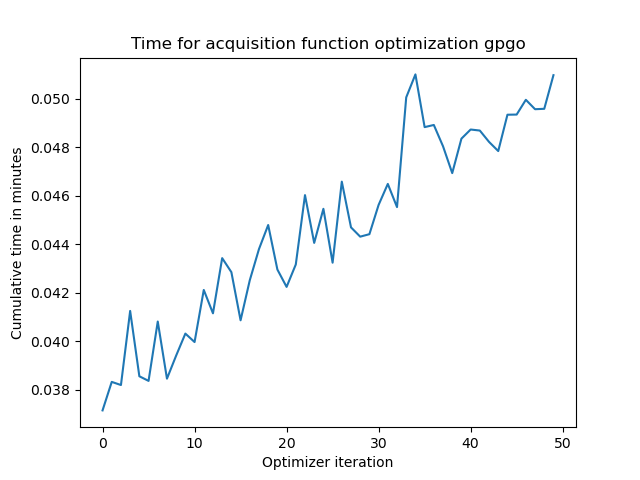 Time for acquisition function optimization gpgo
Cumulative time in minutes
0.050
0.048
0.046
0.044
0.042
0.040
0.038
0 10 20 30 40 50
Optimizer iteration